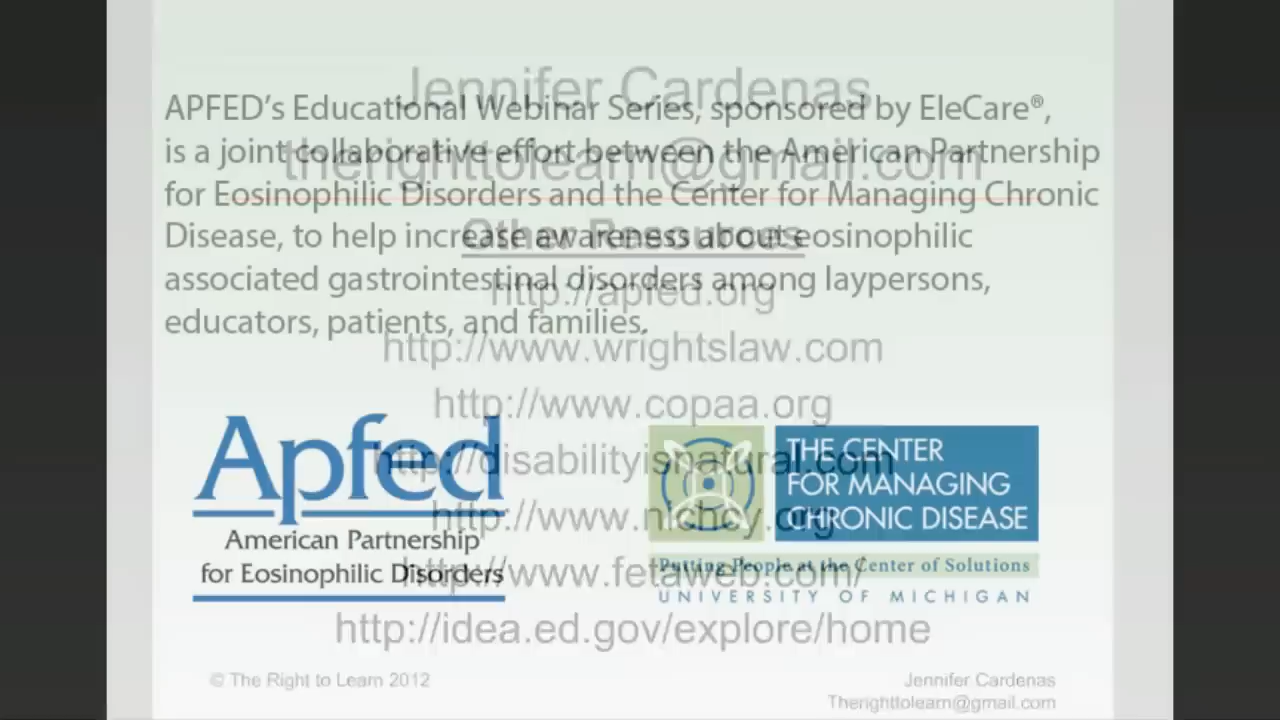 Jennifer Cardenas
APFED's Educational Webinar Series, sponsored by EleCare®,
is a joint collaborative effort between the American Partnership
therighttolearn@gmail.com
for Eosinophilic Disorders and the Center for Managing Chronic
Disease, to help increase awareness about eosinophilic
Other Resources
associated gastrointestinal disorders among laypersons,
http://apfed.org
educators, patients, and families.
http://www.wrightslaw.com
http://www.copaa.org
Apfed
American Partnership
for Eosinophilic Disorders
THE CENTER
FOR MANAGING
CHRONIC DISEASE
Putting People at the Center of Solutions
UNIVERSITY OF MICHIGAN
http://disabilityisnatural.com
http://www.nichcy.org
http://www.fetaweb.com/
http://idea.ed.gov/explore/home
© The Right to Learn 2012
Jennifer Cardenas
Therighttolearn@gmail.com